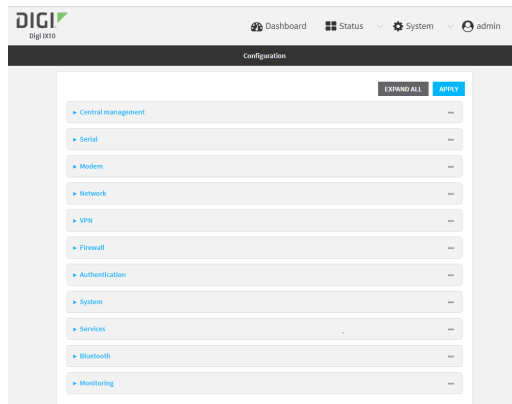 DIGI
Digi IX10
Dashboard Status System admin
Configuration
EXPAND ALL APPLY
Central management
Serial
Modem
Network
VPN
Firewall
Authentication
System
Services
Bluetooth
Monitoring